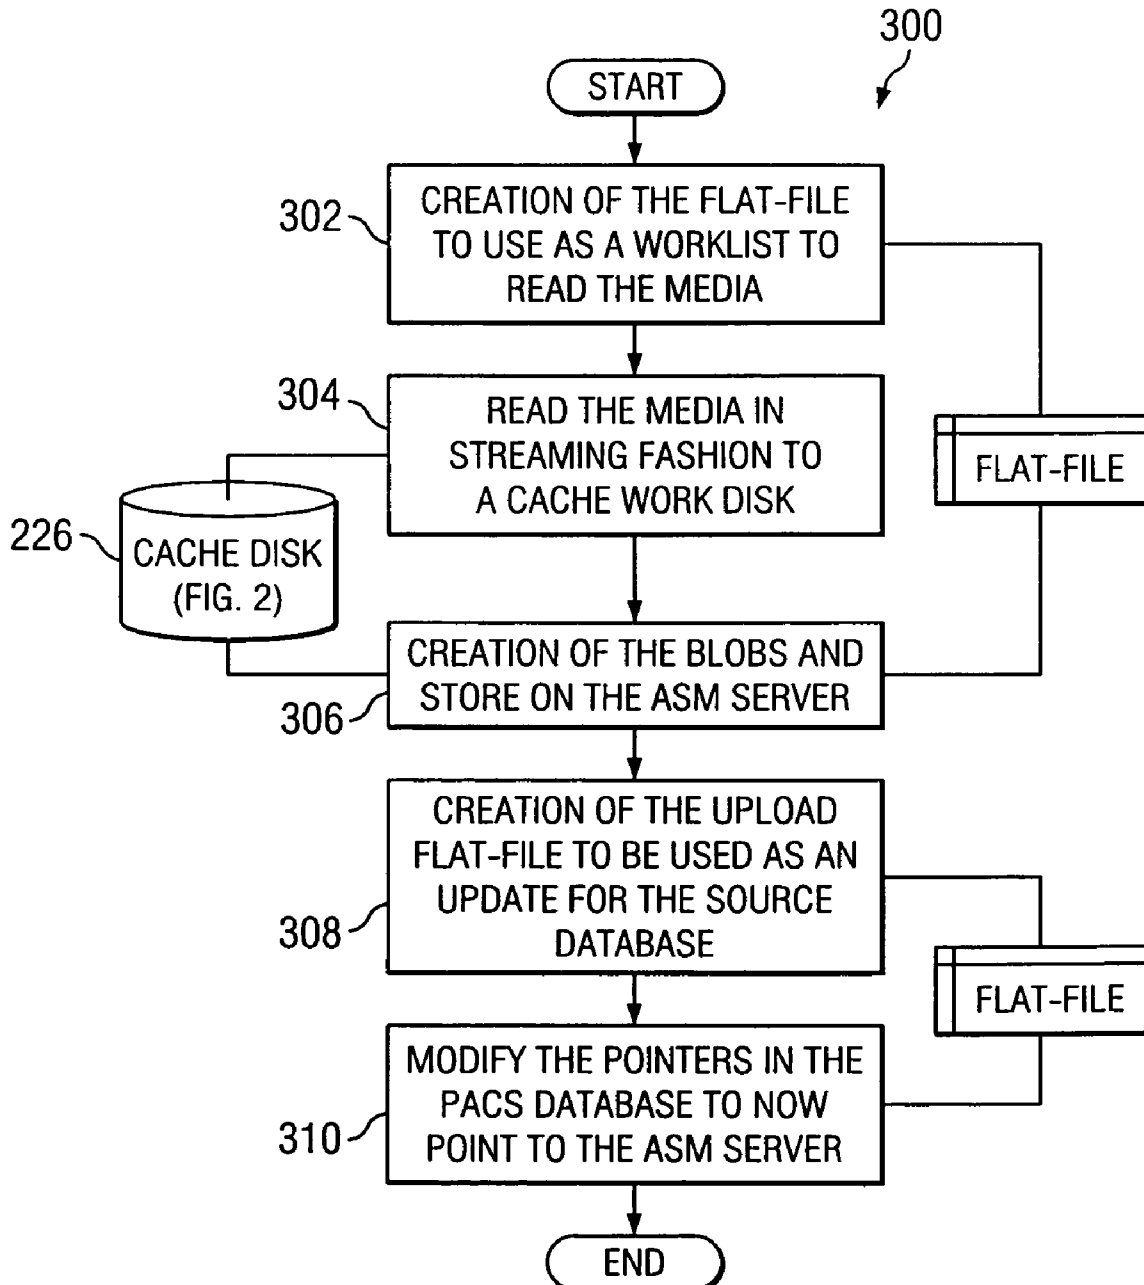 300
START
302
CREATION OF THE FLAT-FILE
TO USE AS A WORKLIST TO
READ THE MEDIA
304
READ THE MEDIA IN
STREAMING FASHION TO
A CACHE WORK DISK
FLAT-FILE
226
CACHE DISK
(FIG. 2)
306
CREATION OF THE BLOBS AND
STORE ON THE ASM SERVER
308
CREATION OF THE UPLOAD
FLAT-FILE TO BE USED AS AN
UPDATE FOR THE SOURCE
DATABASE
FLAT-FILE
310
MODIFY THE POINTERS IN THE
PACS DATABASE TO NOW
POINT TO THE ASM SERVER
END